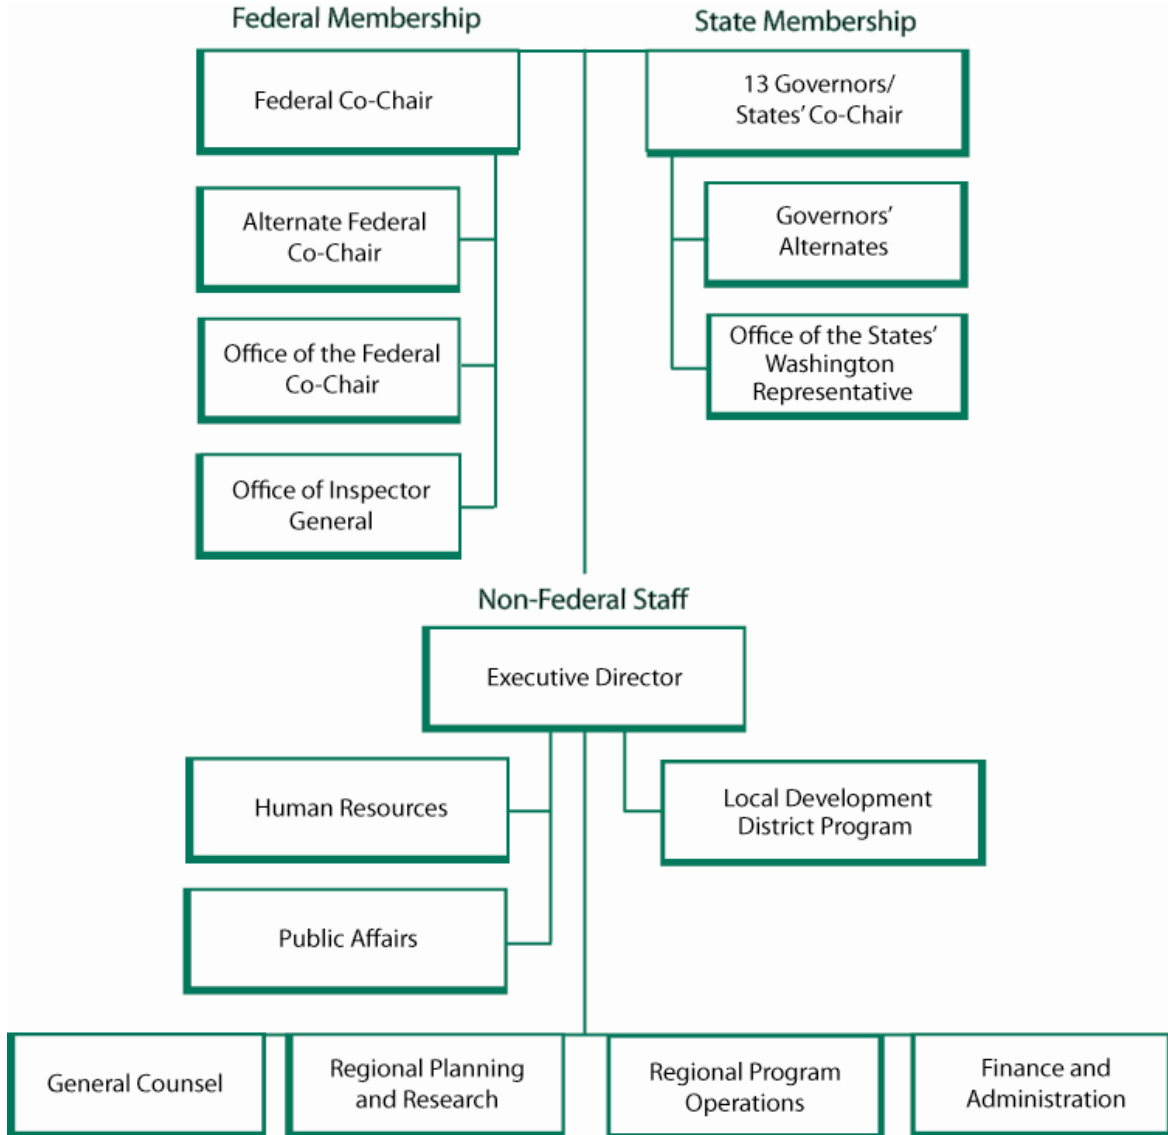 Federal Membership
State Membership
Federal Co-Chair
13 Governors/
States’ Co-Chair
Alternate Federal
Co-Chair
Governors’
Alternates
Office of the Federal
Co-Chair
Office of the States’
Washington
Representative
Office of Inspector
General
Non-Federal Staff
Executive Director
Human Resources
Local Development
District Program
Public Affairs
General Counsel
Regional Planning
and Research
Regional Program
Operations
Finance and
Administration